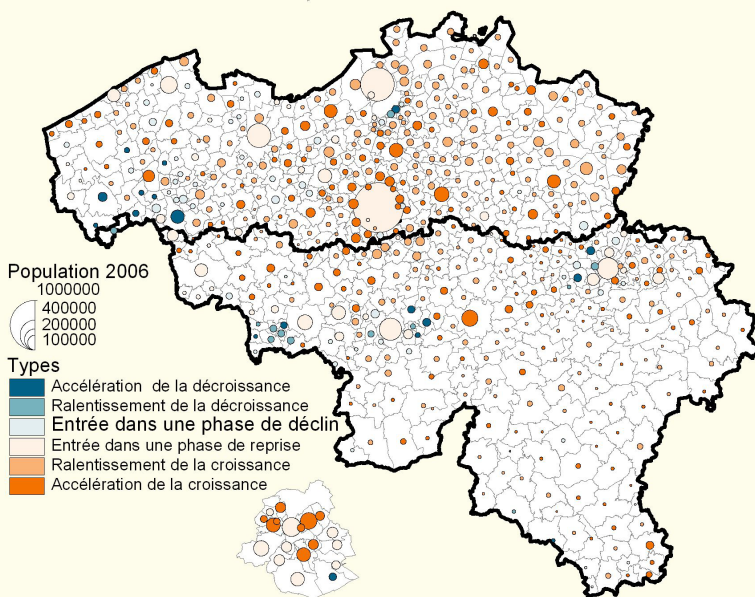 Population 2006
1000000
400000
200000
100000
Types
Accélération de la décroissance
Ralentissement de la décroissance
Entrée dans une phase de déclin
Entrée dans une phase de reprise
Ralentissement de la croissance
Accélération de la croissance